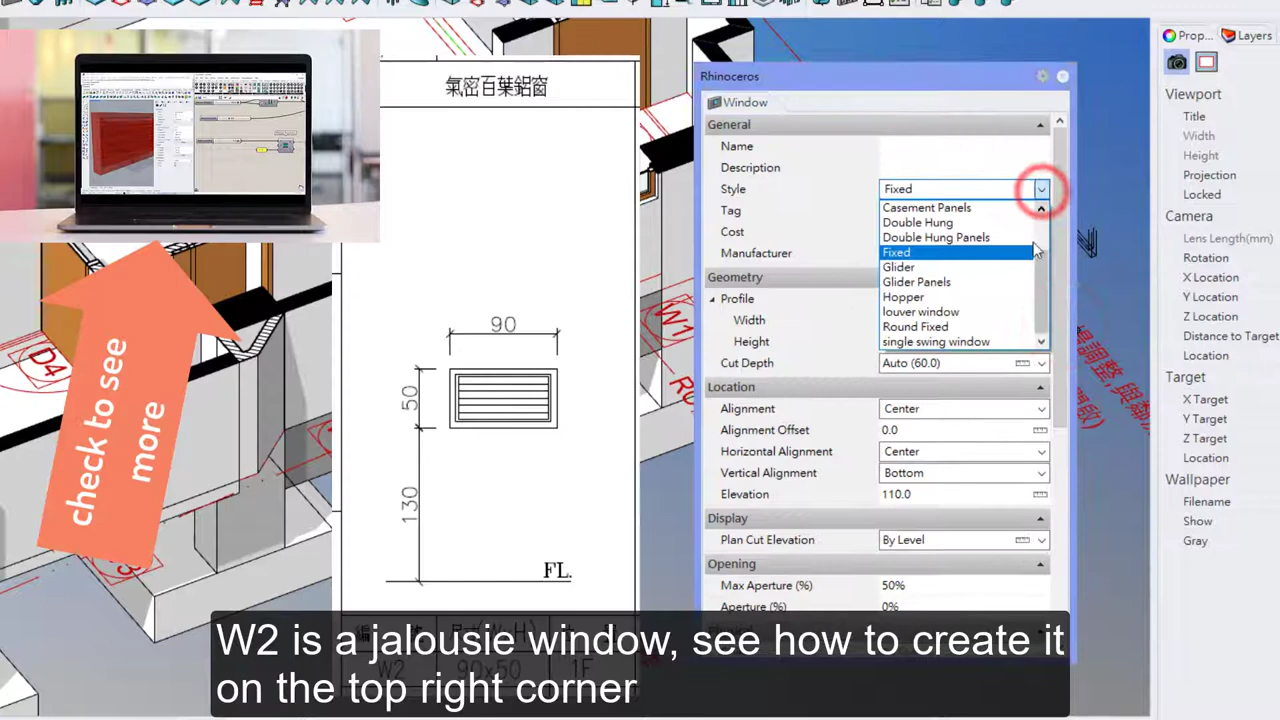 Prop...
Layers
Viewport
Title
Width
Height
Projection
Locked
Camera
Lens Length(mm)
Rotation
X Location
Y Location
Z Location
Distance to Target
Location
Target
X Target
Y Target
Z Target
Location
Wallpaper
Filename
Show
Gray
Rhinoceros
Window
General
Name
Description
Style Fixed
Tag
Cost
Manufacturer
Casement Panels
Double Hung
Double Hung Panels
Fixed
Glider
Glider Panels
Hopper
louver window
Round Fixed
single swing window
Geometry
Profile
Width
Height
Cut Depth Auto (60.0)
Location
Alignment Center
Alignment Offset 0.0
Horizontal Alignment Center
Vertical Alignment Bottom
Elevation 110.0
Display
Plan Cut Elevation By Level
Opening
Max Aperture (%) 50%
Aperture (%) 0%
氣密百葉鋁窗
90
50
130
FL.
W2 90x50 1F
D4
W1
check to see
more
W2 is a jalousie window, see how to create it
on the top right corner